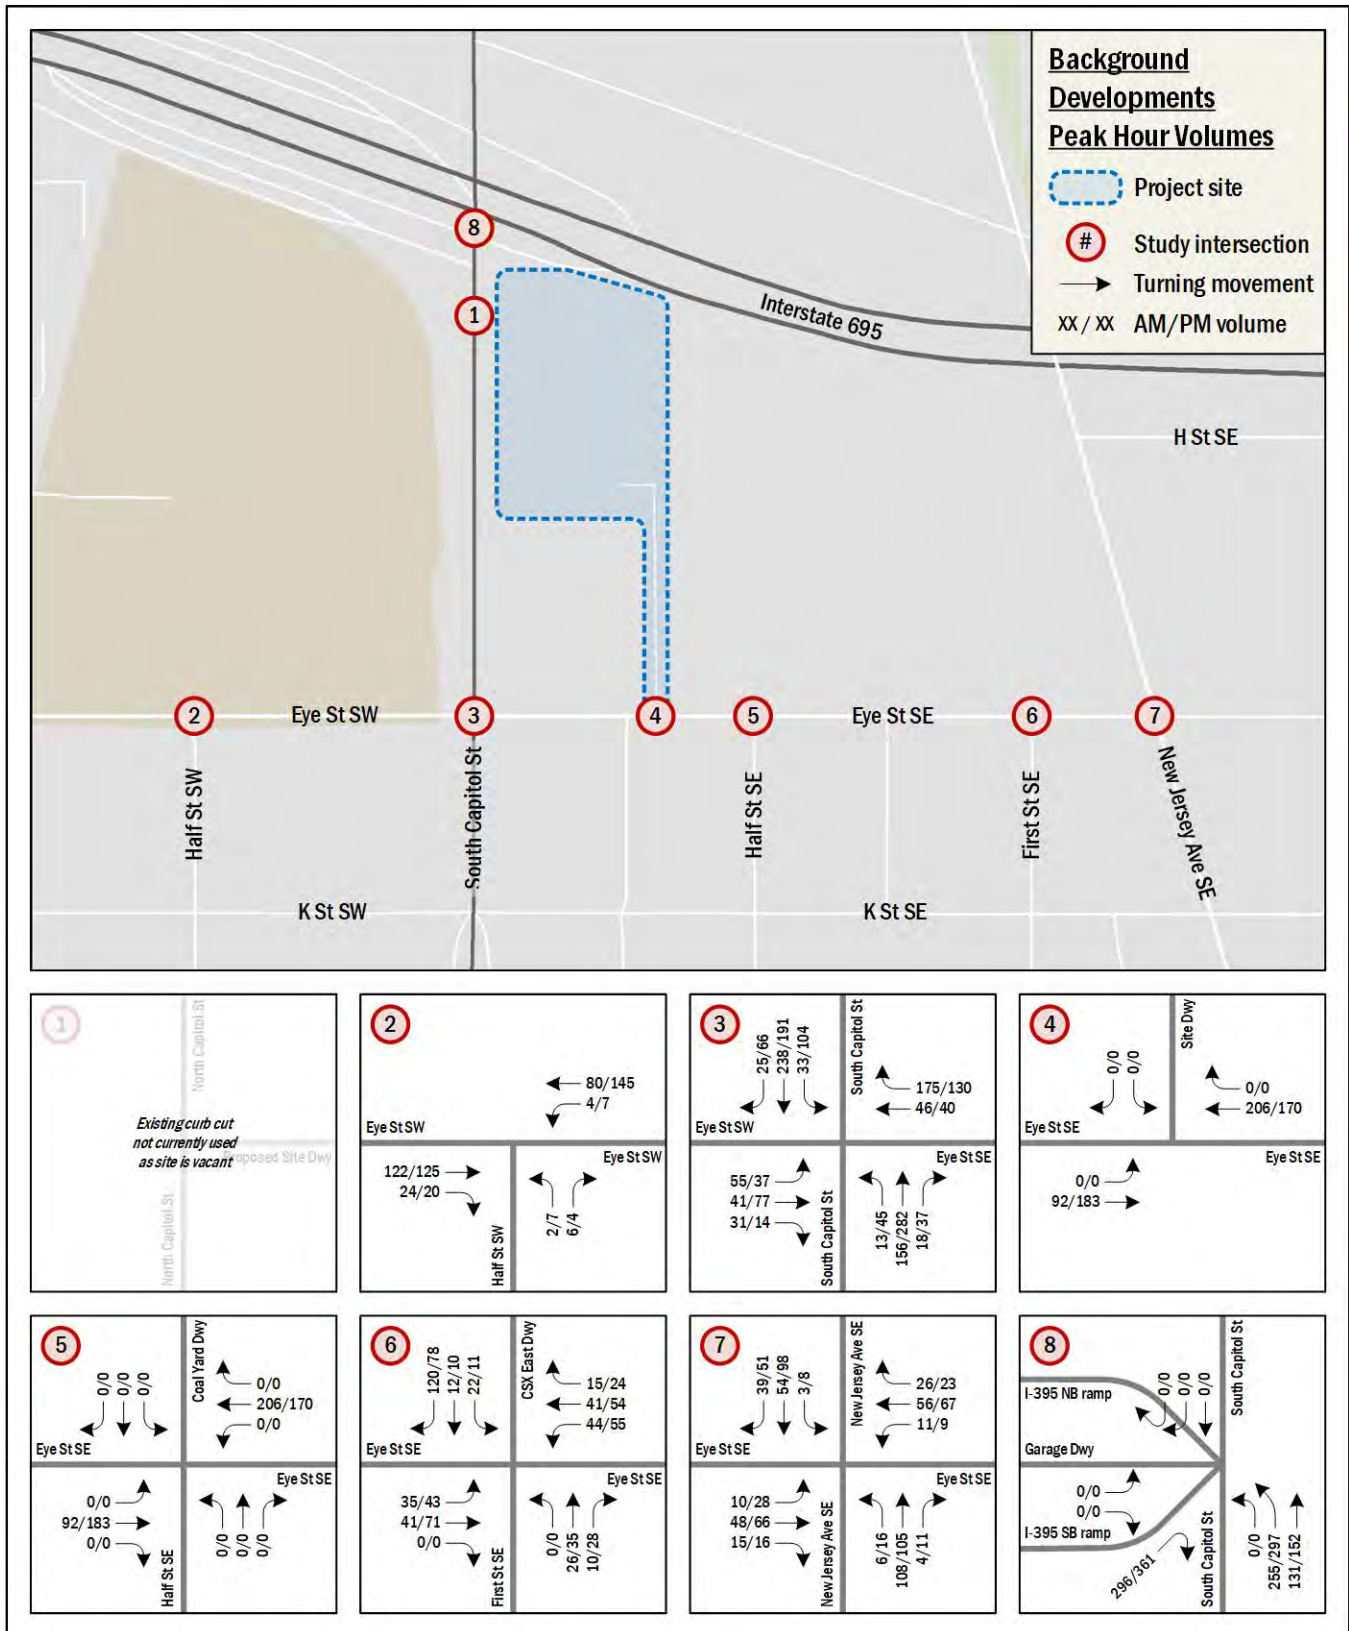 Background
Developments
Peak Hour Volumes
Project site
# Study intersection
Turning movement
XX / XX AM/PM volume
8
1
Interstate 695
H St SE
2
Eye St SW
3
4
5
Eye St SE
6
7
Half St SW
South Capitol St
Half St SE
First St SE
New Jersey Ave SE
K St SW
K St SE
1
North Capitol St
Existing curb cut
not currently used
as site is vacant
Proposed Site Dwy
North Capitol St
2
80/145
4/7
Eye St SW
Eye St SW
122/125
24/20
2/7
6/4
Half St SW
3
25/66
238/191
33/104
South Capitol St
175/130
46/40
Eye St SW
Eye St SE
55/37
41/77
31/14
South Capitol St
13/45
156/282
18/37
4
0/0
0/0
Site Dwy
0/0
206/170
Eye St SE
Eye St SE
0/0
92/183
5
0/0
0/0
0/0
Coal Yard Dwy
0/0
206/170
0/0
Eye St SE
Eye St SE
0/0
92/183
0/0
Half St SE
0/0
0/0
0/0
6
120/78
12/10
22/11
CSX East Dwy
15/24
41/54
44/55
Eye St SE
Eye St SE
35/43
41/71
0/0
First St SE
0/0
26/35
10/28
7
39/51
54/98
3/8
New Jersey Ave SE
26/23
56/67
11/9
Eye St SE
Eye St SE
10/28
48/66
15/16
New Jersey Ave SE
6/16
108/105
4/11
8
South Capitol St
I-395 NB ramp
0/0
0/0
0/0
Garage Dwy
0/0
0/0
I-395 SB ramp
296/361
South Capitol St
0/0
255/297
131/152